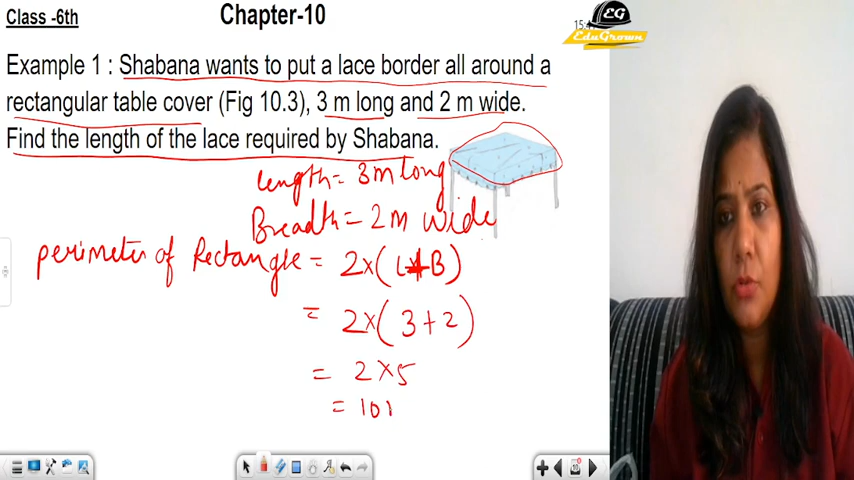 Class -6th
Chapter-10
EG
EduGrown
Example 1 : Shabana wants to put a lace border all around a
rectangular table cover (Fig 10.3), 3 m long and 2 m wide.
Find the length of the lace required by Shabana.
length = 3m long
Breadth = 2m wide
perimeter of Rectangle = 2×(L+B)
= 2×(3+2)
= 2×5
= 10